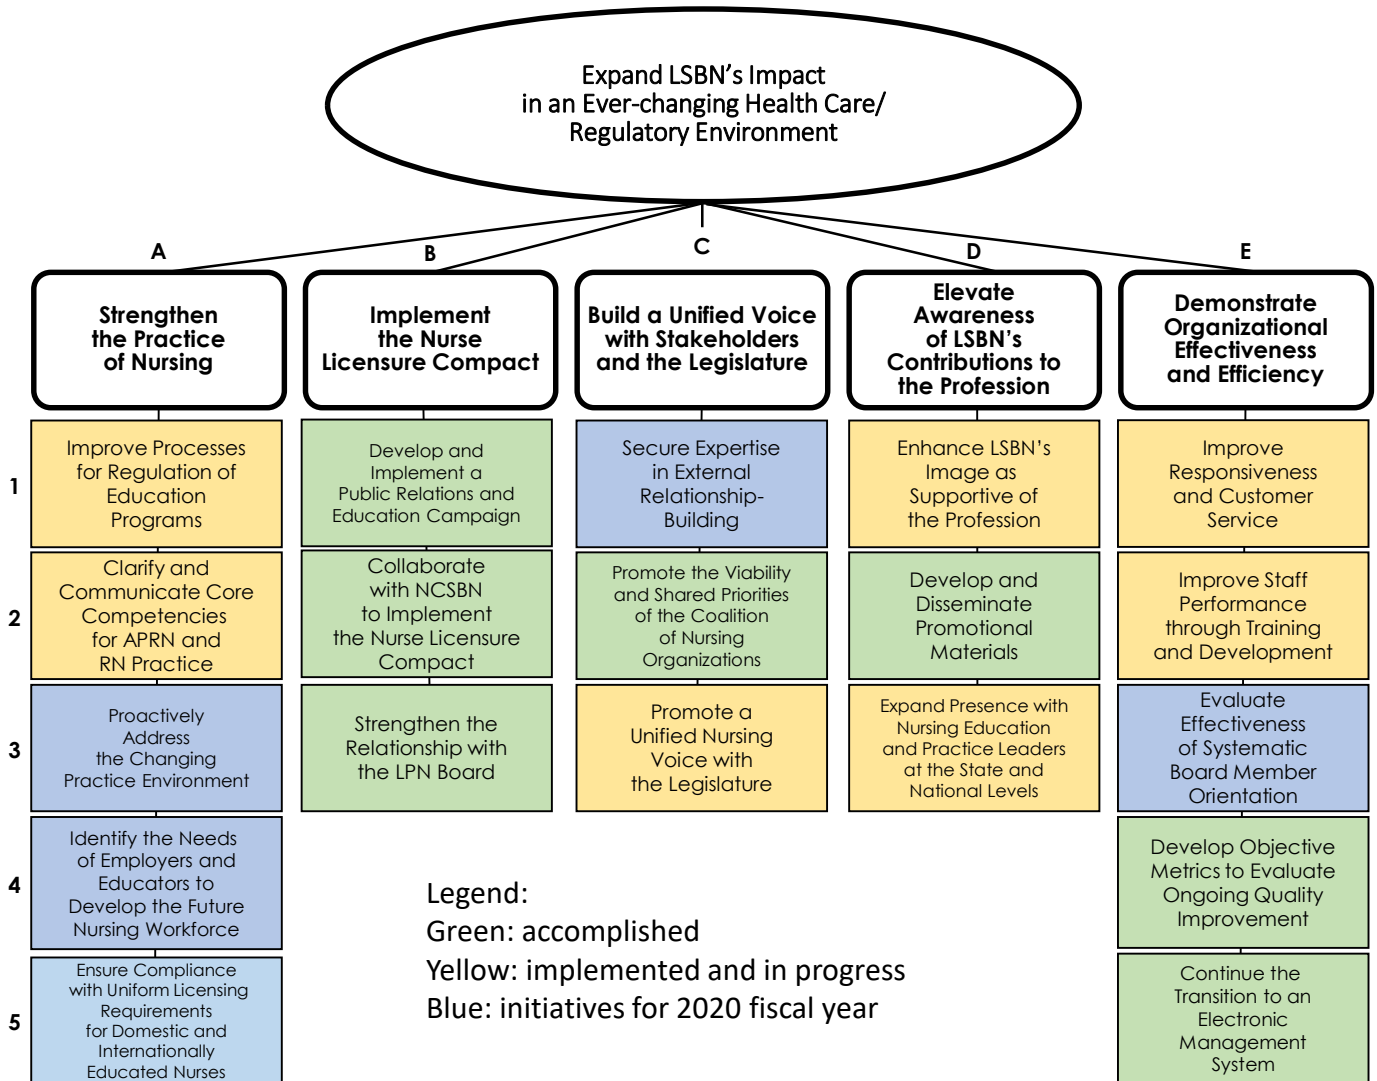 Expand LSBN's Impact
in an Ever-changing Health Care/
Regulatory Environment
A
B
C
D
E
Strengthen
the Practice
of Nursing
Implement
the Nurse
Licensure Compact
Build a Unified Voice
with Stakeholders
and the Legislature
Elevate
Awareness
of LSBN's
Contributions to
the Profession
Demonstrate
Organizational
Effectiveness
and Efficiency
1
Improve Processes
for Regulation of
Education
Programs
Develop and
Implement a
Public Relations and
Education Campaign
Secure Expertise
in External
Relationship-
Building
Enhance LSBN's
Image as
Supportive of
the Profession
Improve
Responsiveness
and Customer
Service
2
Clarify and
Communicate Core
Competencies
for APRN and
RN Practice
Collaborate
with NCSBN
to Implement
the Nurse Licensure
Compact
Promote the Viability
and Shared Priorities
of the Coalition
of Nursing
Organizations
Develop and
Disseminate
Promotional
Materials
Improve Staff
Performance
through Training
and Development
3
Proactively
Address
the Changing
Practice Environment
Strengthen the
Relationship with
the LPN Board
Promote a
Unified Nursing
Voice with
the Legislature
Expand Presence with
Nursing Education
and Practice Leaders
at the State and
National Levels
Evaluate
Effectiveness
of Systematic
Board Member
Orientation
4
Identify the Needs
of Employers and
Educators to
Develop the Future
Nursing Workforce
Develop Objective
Metrics to Evaluate
Ongoing Quality
Improvement
5
Ensure Compliance
with Uniform Licensing
Requirements
for Domestic and
Internationally
Educated Nurses
Continue the
Transition to an
Electronic
Management
System
Legend:
Green: accomplished
Yellow: implemented and in progress
Blue: initiatives for 2020 fiscal year